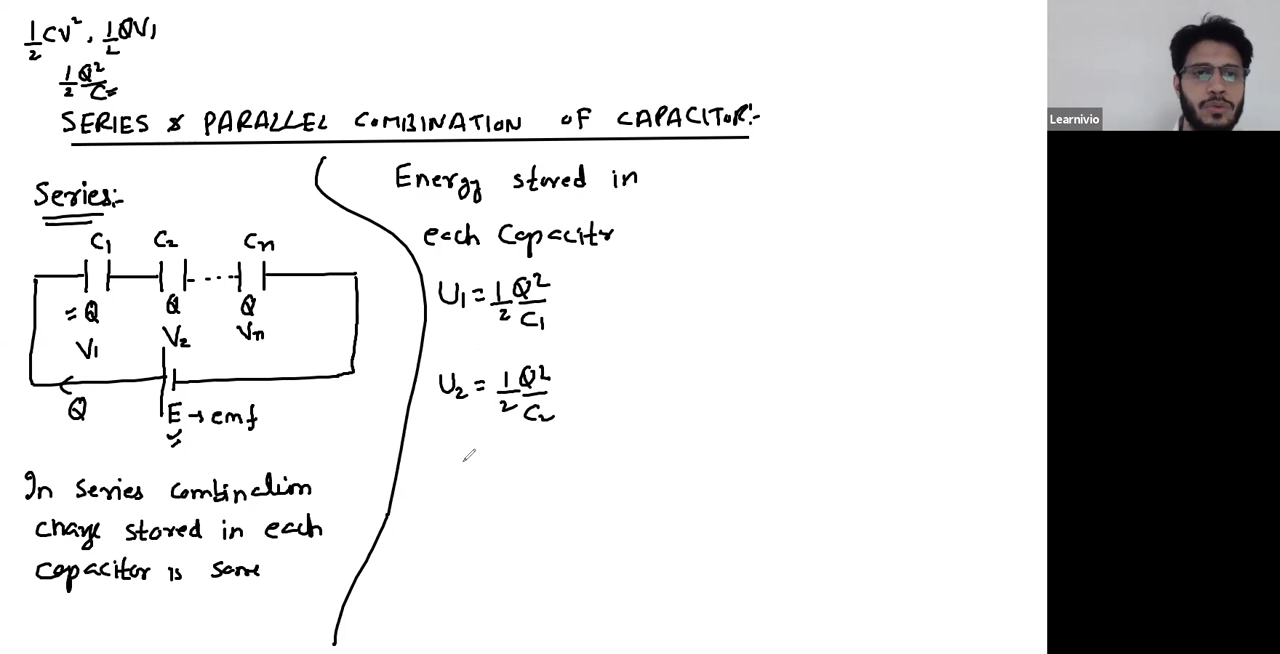 1/2 CV², 1/2 QV,
1/2 Q²/C
SERIES & PARALLEL COMBINATION OF CAPACITOR:-
Series:-
C₁ C₂ Cn
= Q Q Q
V₁ V₂ Vn
Q
E → emf
In series combination
charge stored in each
capacitor is same
Energy stored in
each Capacitor
U₁ = 1/2 Q²/C₁
U₂ = 1/2 Q²/C₂
Learnivio